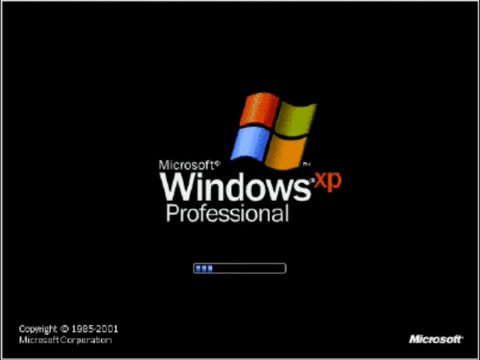 Microsoft®
Windows® xp
Professional
Copyright © 1985-2001
Microsoft Corporation
Microsoft